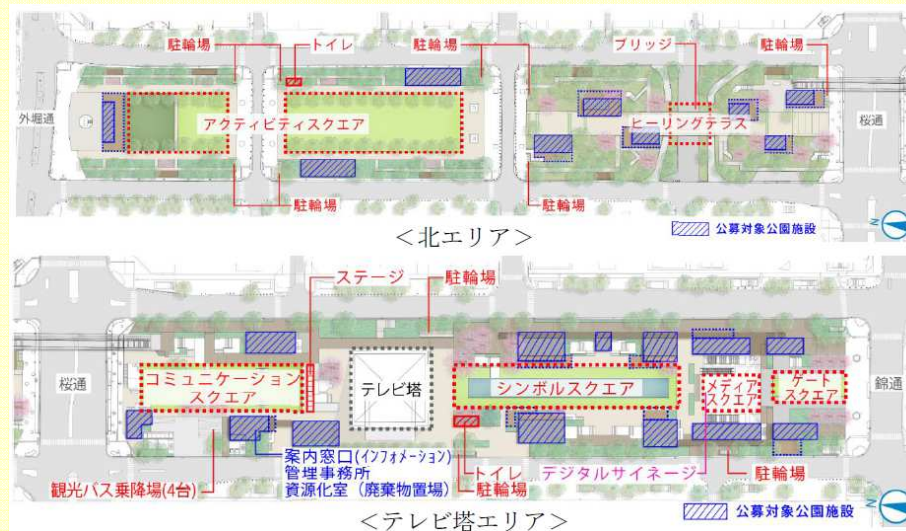 駐輪場
トイレ
駐輪場
ブリッジ
駐輪場
外堀通
アクティビティスクエア
ヒーリングテラス
桜通
駐輪場
駐輪場
公募対象公園施設
N
<北エリア>
ステージ
駐輪場
桜通
コミュニケーション
スクエア
テレビ塔
シンボルスクエア
メディア
スクエア
ゲート
スクエア
錦通
案内窓口(インフォメーション)
管理事務所
資源化室(廃棄物置場)
観光バス乗降場(4台)
トイレ
駐輪場
デジタルサイネージ
駐輪場
公募対象公園施設
N
<テレビ塔エリア>